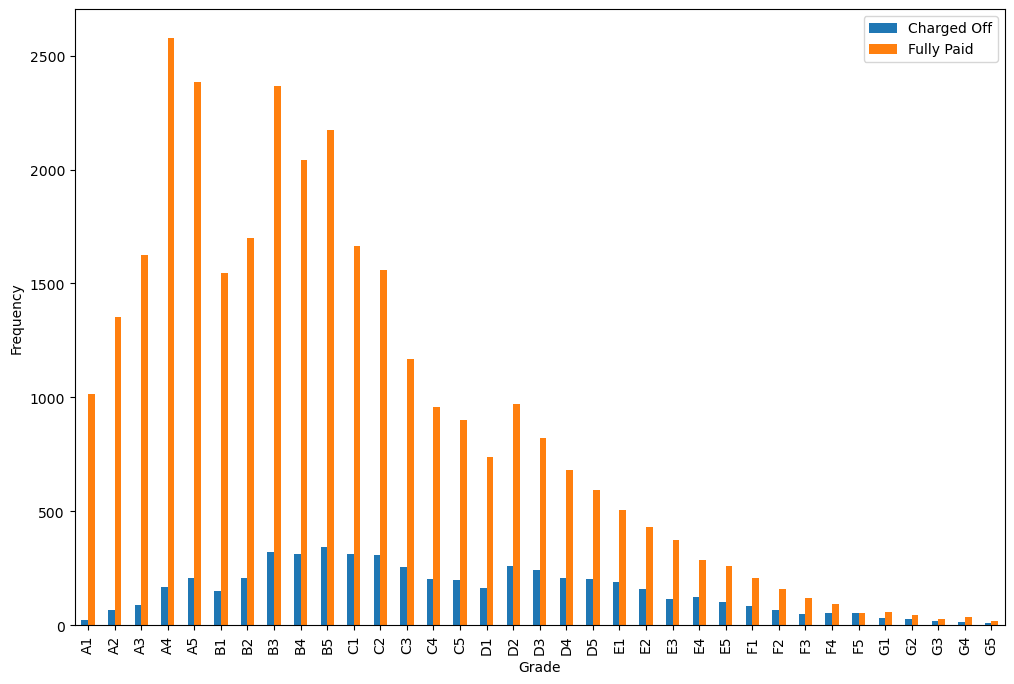 Charged Off
Fully Paid
2500
2000
1500
1000
500
0
Frequency
A1 A2 A3 A4 A5 B1 B2 B3 B4 B5 C1 C2 C3 C4 C5 D1 D2 D3 D4 D5 E1 E2 E3 E4 E5 F1 F2 F3 F4 F5 G1 G2 G3 G4 G5
Grade